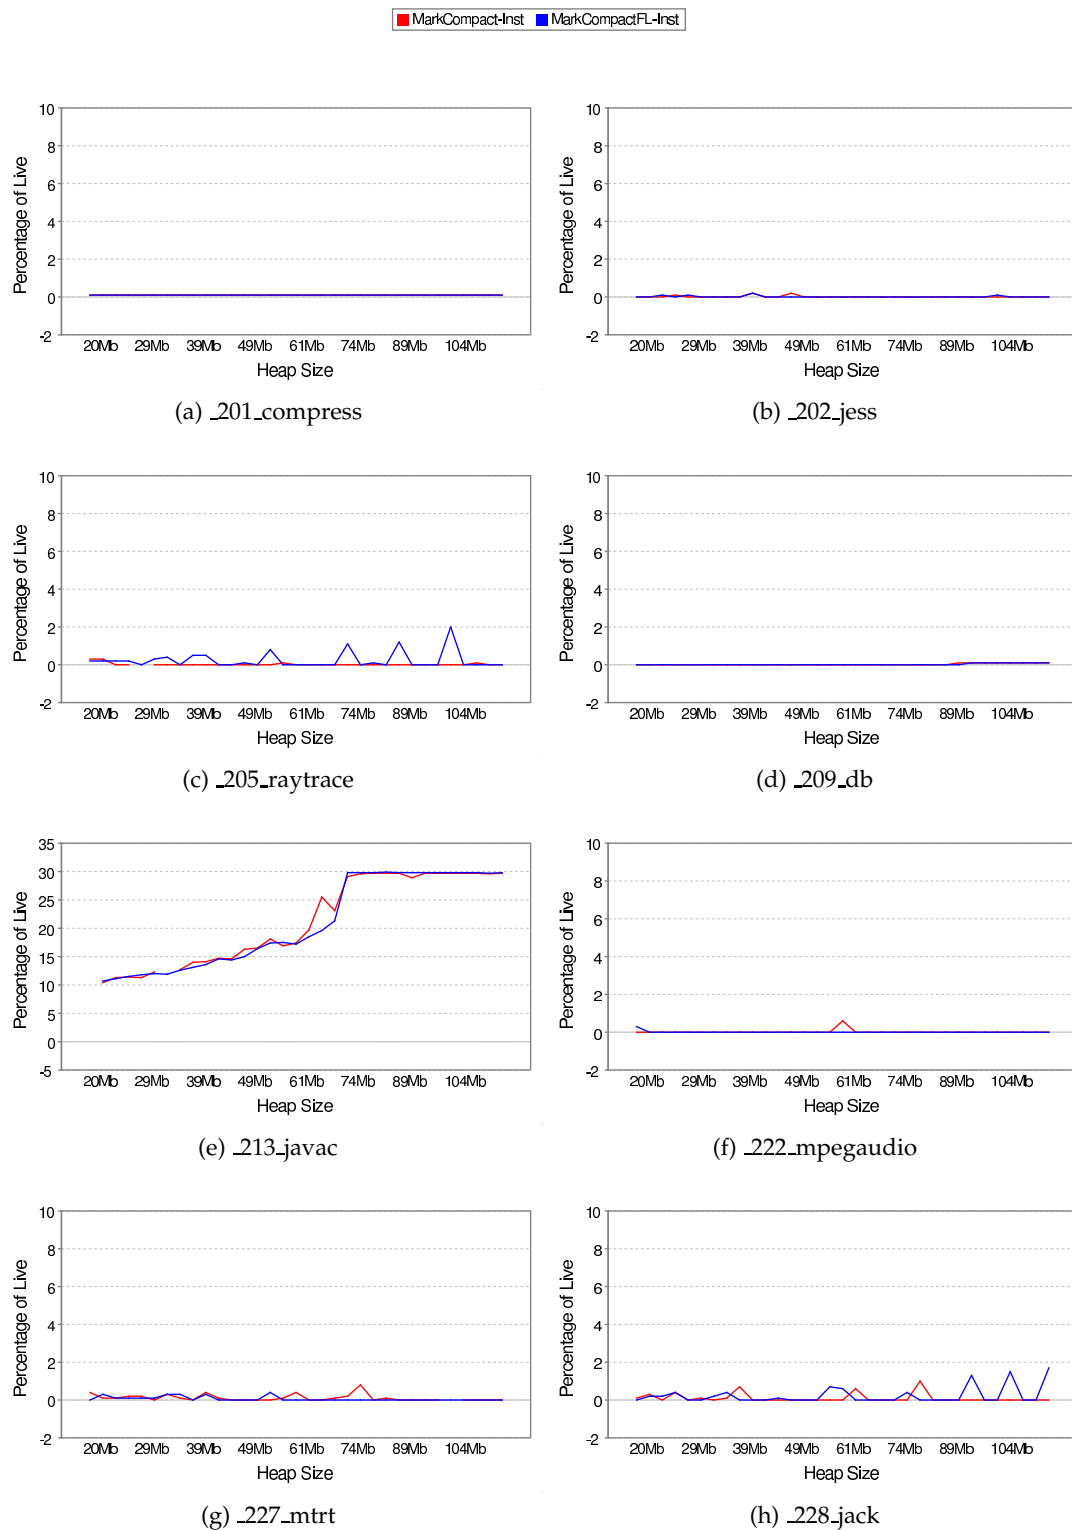 MarkCompact-Inst MarkCompactFL-Inst
10
8
6
4
2
0
-2
Percentage of Live
20Mb 29Mb 39Mb 49Mb 61Mb 74Mb 89Mb 104Mb
Heap Size
(a) _201_compress
10
8
6
4
2
0
-2
Percentage of Live
20Mb 29Mb 39Mb 49Mb 61Mb 74Mb 89Mb 104Mb
Heap Size
(b) _202_jess
10
8
6
4
2
0
-2
Percentage of Live
20Mb 29Mb 39Mb 49Mb 61Mb 74Mb 89Mb 104Mb
Heap Size
(c) _205_raytrace
10
8
6
4
2
0
-2
Percentage of Live
20Mb 29Mb 39Mb 49Mb 61Mb 74Mb 89Mb 104Mb
Heap Size
(d) _209_db
35
30
25
20
15
10
5
0
-5
Percentage of Live
20Mb 29Mb 39Mb 49Mb 61Mb 74Mb 89Mb 104Mb
Heap Size
(e) _213_javac
10
8
6
4
2
0
-2
Percentage of Live
20Mb 29Mb 39Mb 49Mb 61Mb 74Mb 89Mb 104Mb
Heap Size
(f) _222_mpegaudio
10
8
6
4
2
0
-2
Percentage of Live
20Mb 29Mb 39Mb 49Mb 61Mb 74Mb 89Mb 104Mb
Heap Size
(g) _227_mtrt
10
8
6
4
2
0
-2
Percentage of Live
20Mb 29Mb 39Mb 49Mb 61Mb 74Mb 89Mb 104Mb
Heap Size
(h) _228_jack